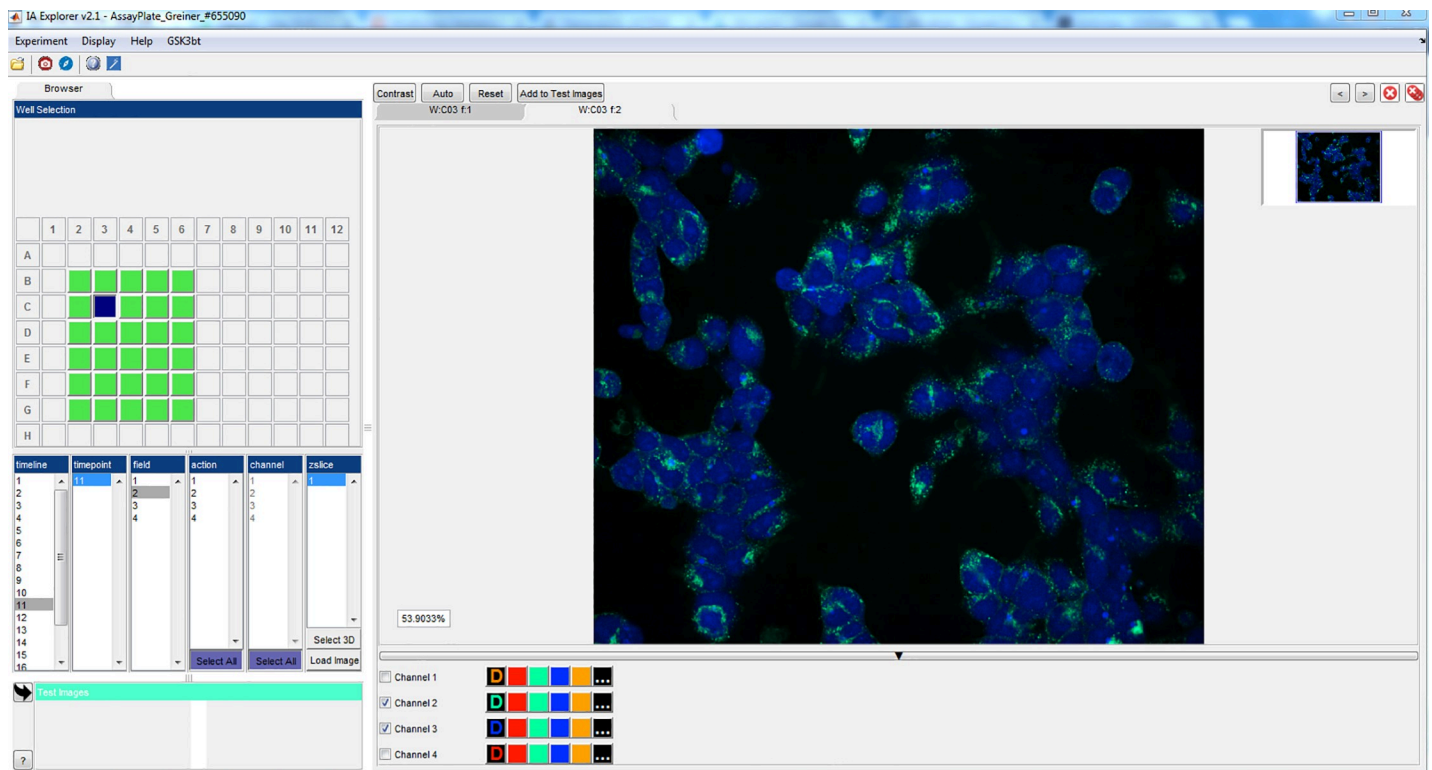 IA Explorer v2.1 - AssayPlate_Greiner_#655090
Experiment Display Help GSK3bt
Browser
Well Selection
1 2 3 4 5 6 7 8 9 10 11 12
A
B
C
D
E
F
G
H
timeline timepoint field action channel zslice
1 11 1 1 1 1
2 2 2 2
3 3 3 3
4 4 4 4
5
6
7
8
9
10
11
12
13
14
15
16
Select 3D
Select All Select All Load Image
Test Images
?
Contrast Auto Reset Add to Test Images < >
W:C03 f:1 W:C03 f:2
53.9033%
Channel 1 D ...
Channel 2 D ...
Channel 3 D ...
Channel 4 D ...